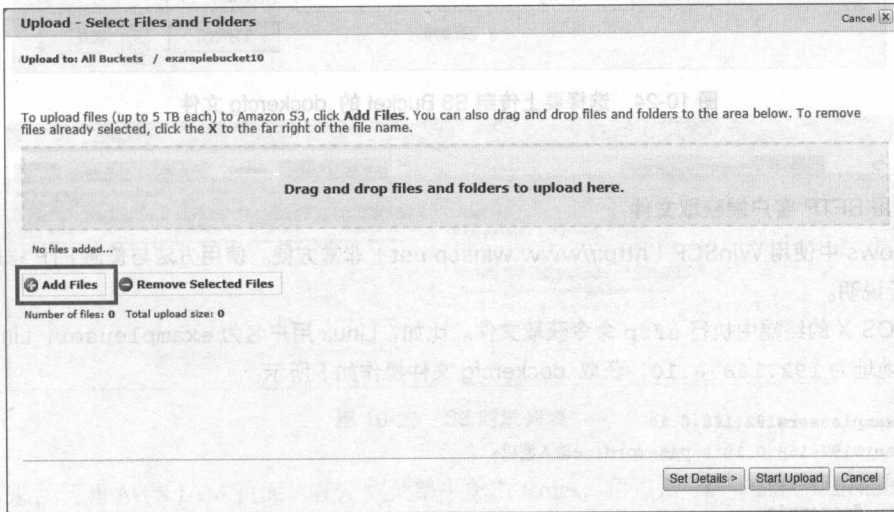 Upload - Select Files and Folders
Cancel X
Upload to: All Buckets / examplebucket10
To upload files (up to 5 TB each) to Amazon S3, click Add Files. You can also drag and drop files and folders to the area below. To remove
files already selected, click the X to the far right of the file name.
Drag and drop files and folders to upload here.
No files added...
Add Files
Remove Selected Files
Number of files: 0 Total upload size: 0
Set Details >
Start Upload
Cancel